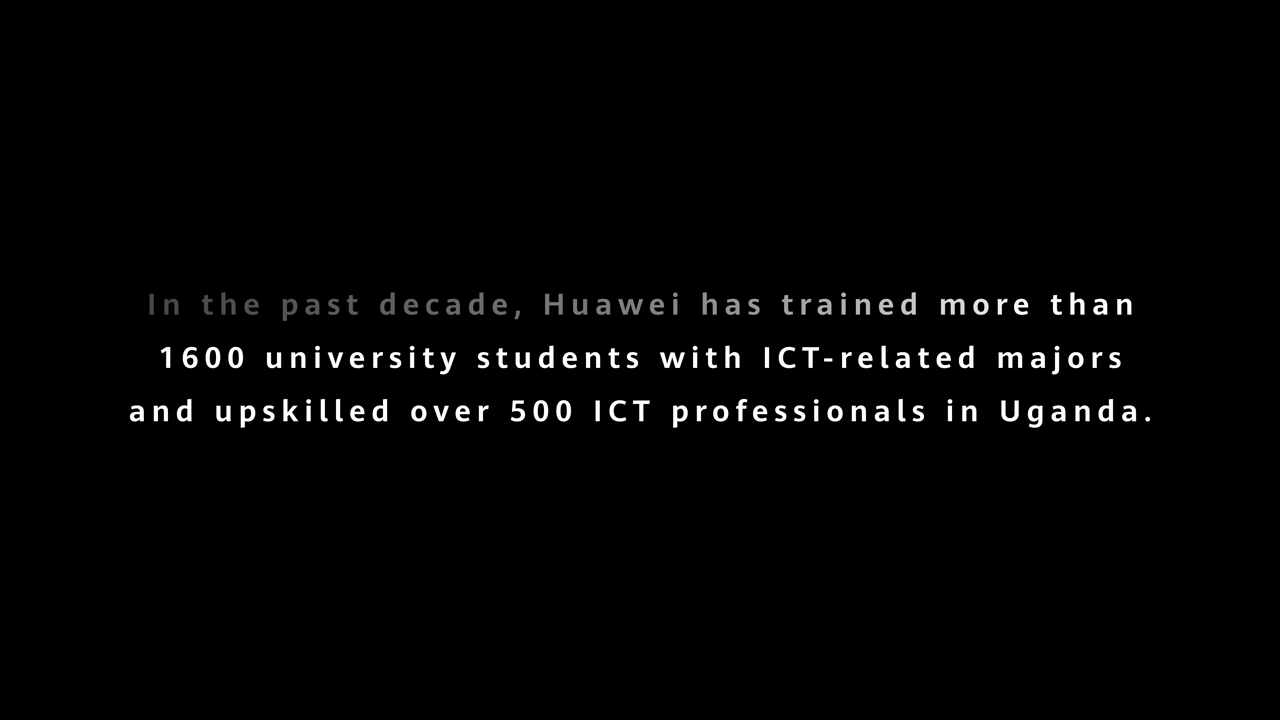 In the past decade, Huawei has trained more than
1600 university students with ICT-related majors
and upskilled over 500 ICT professionals in Uganda.